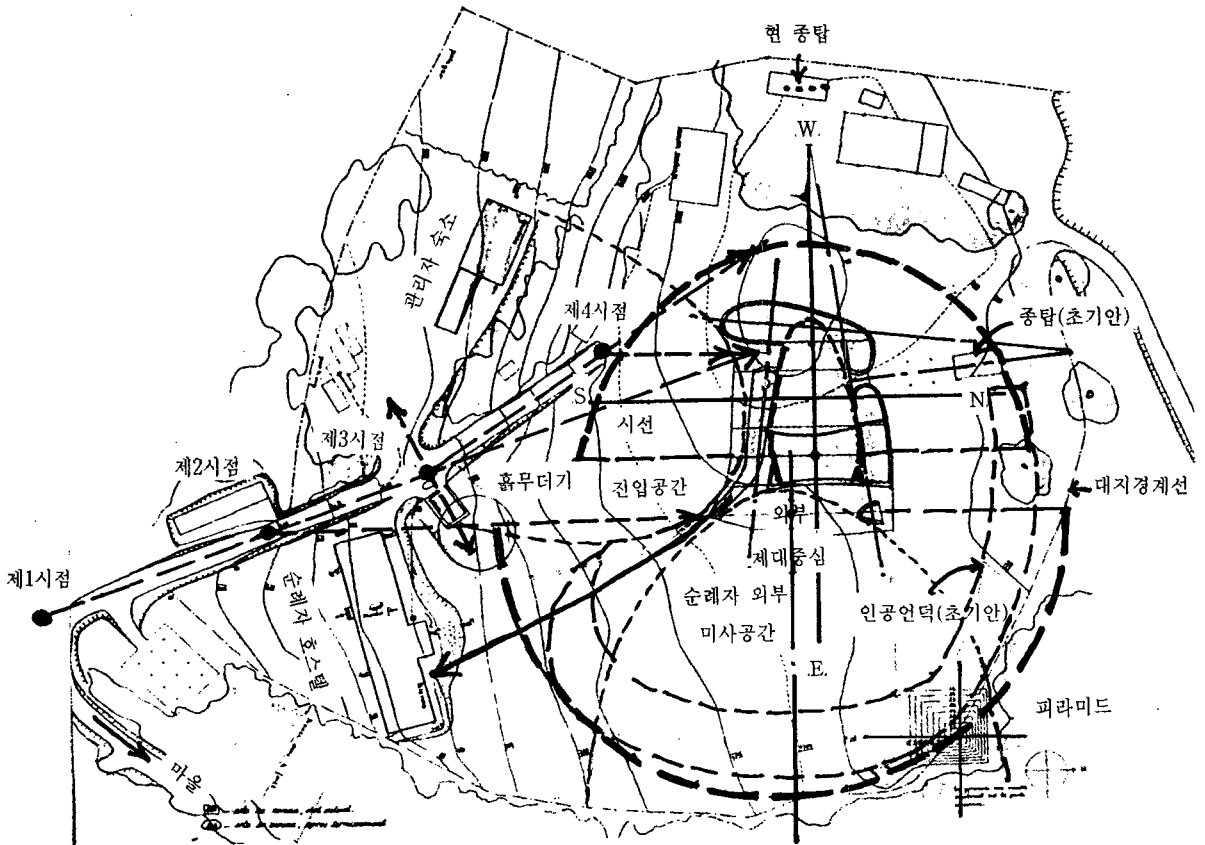 현 종탑
.W.
관리자 숙소
제4시점
종탑(초기안)
S.
N.
시선
제3시점
제2시점
흙무더기
진입공간
대지경계선
외부
제대중심
제1시점
순례자 외부
미사공간
인공언덕(초기안)
순례자 호스텔
.E.
피라미드
마을